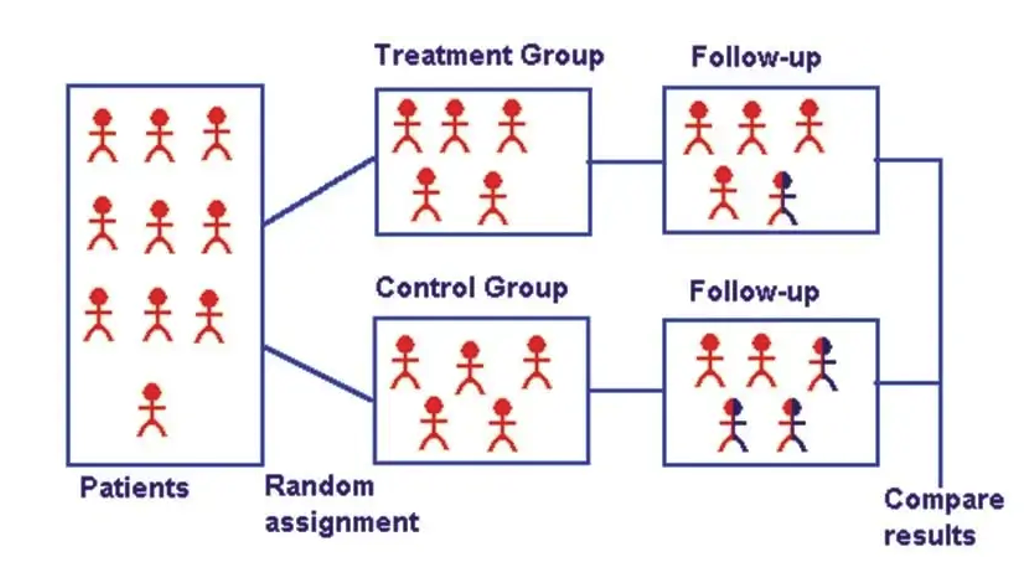 Treatment Group
Follow-up
Control Group
Follow-up
Patients
Random
assignment
Compare
results